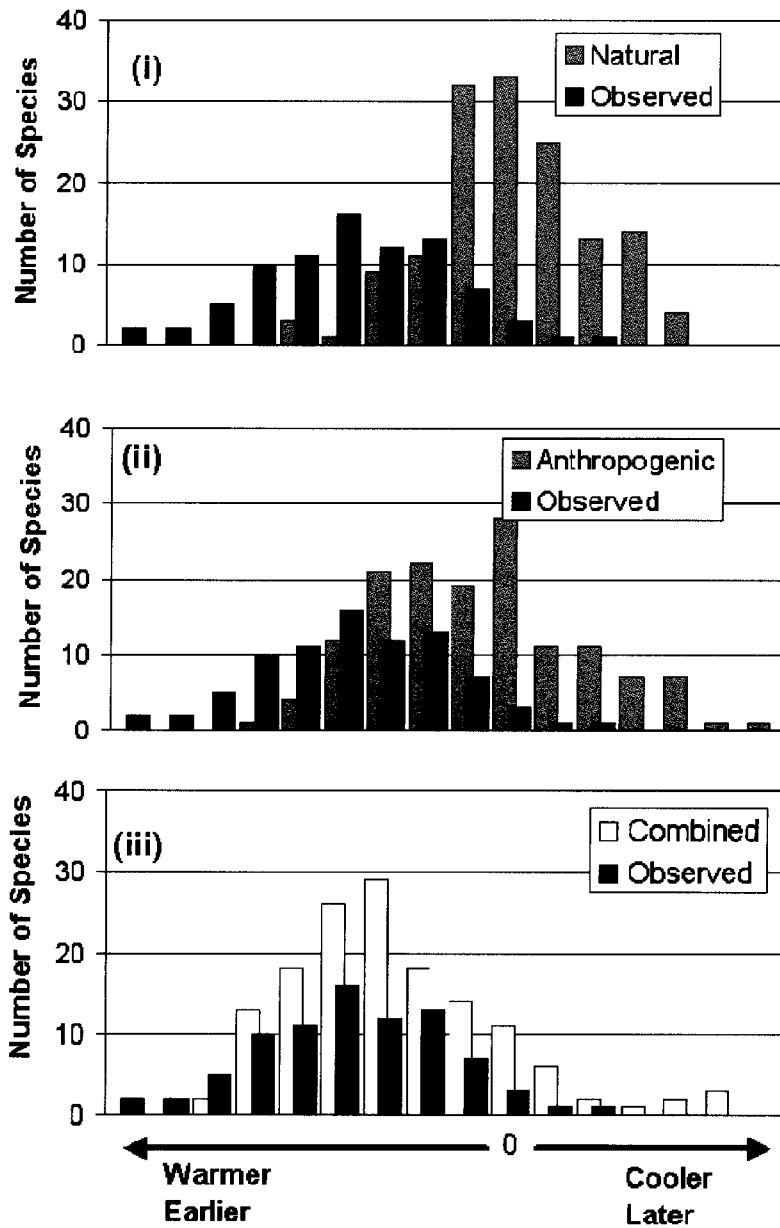 40
(i)
Natural
Observed
30
20
10
0
Number of Species
40
(ii)
Anthropogenic
Observed
30
20
10
0
Number of Species
40
(iii)
Combined
Observed
30
20
10
0
Number of Species
0
Warmer
Earlier
Cooler
Later